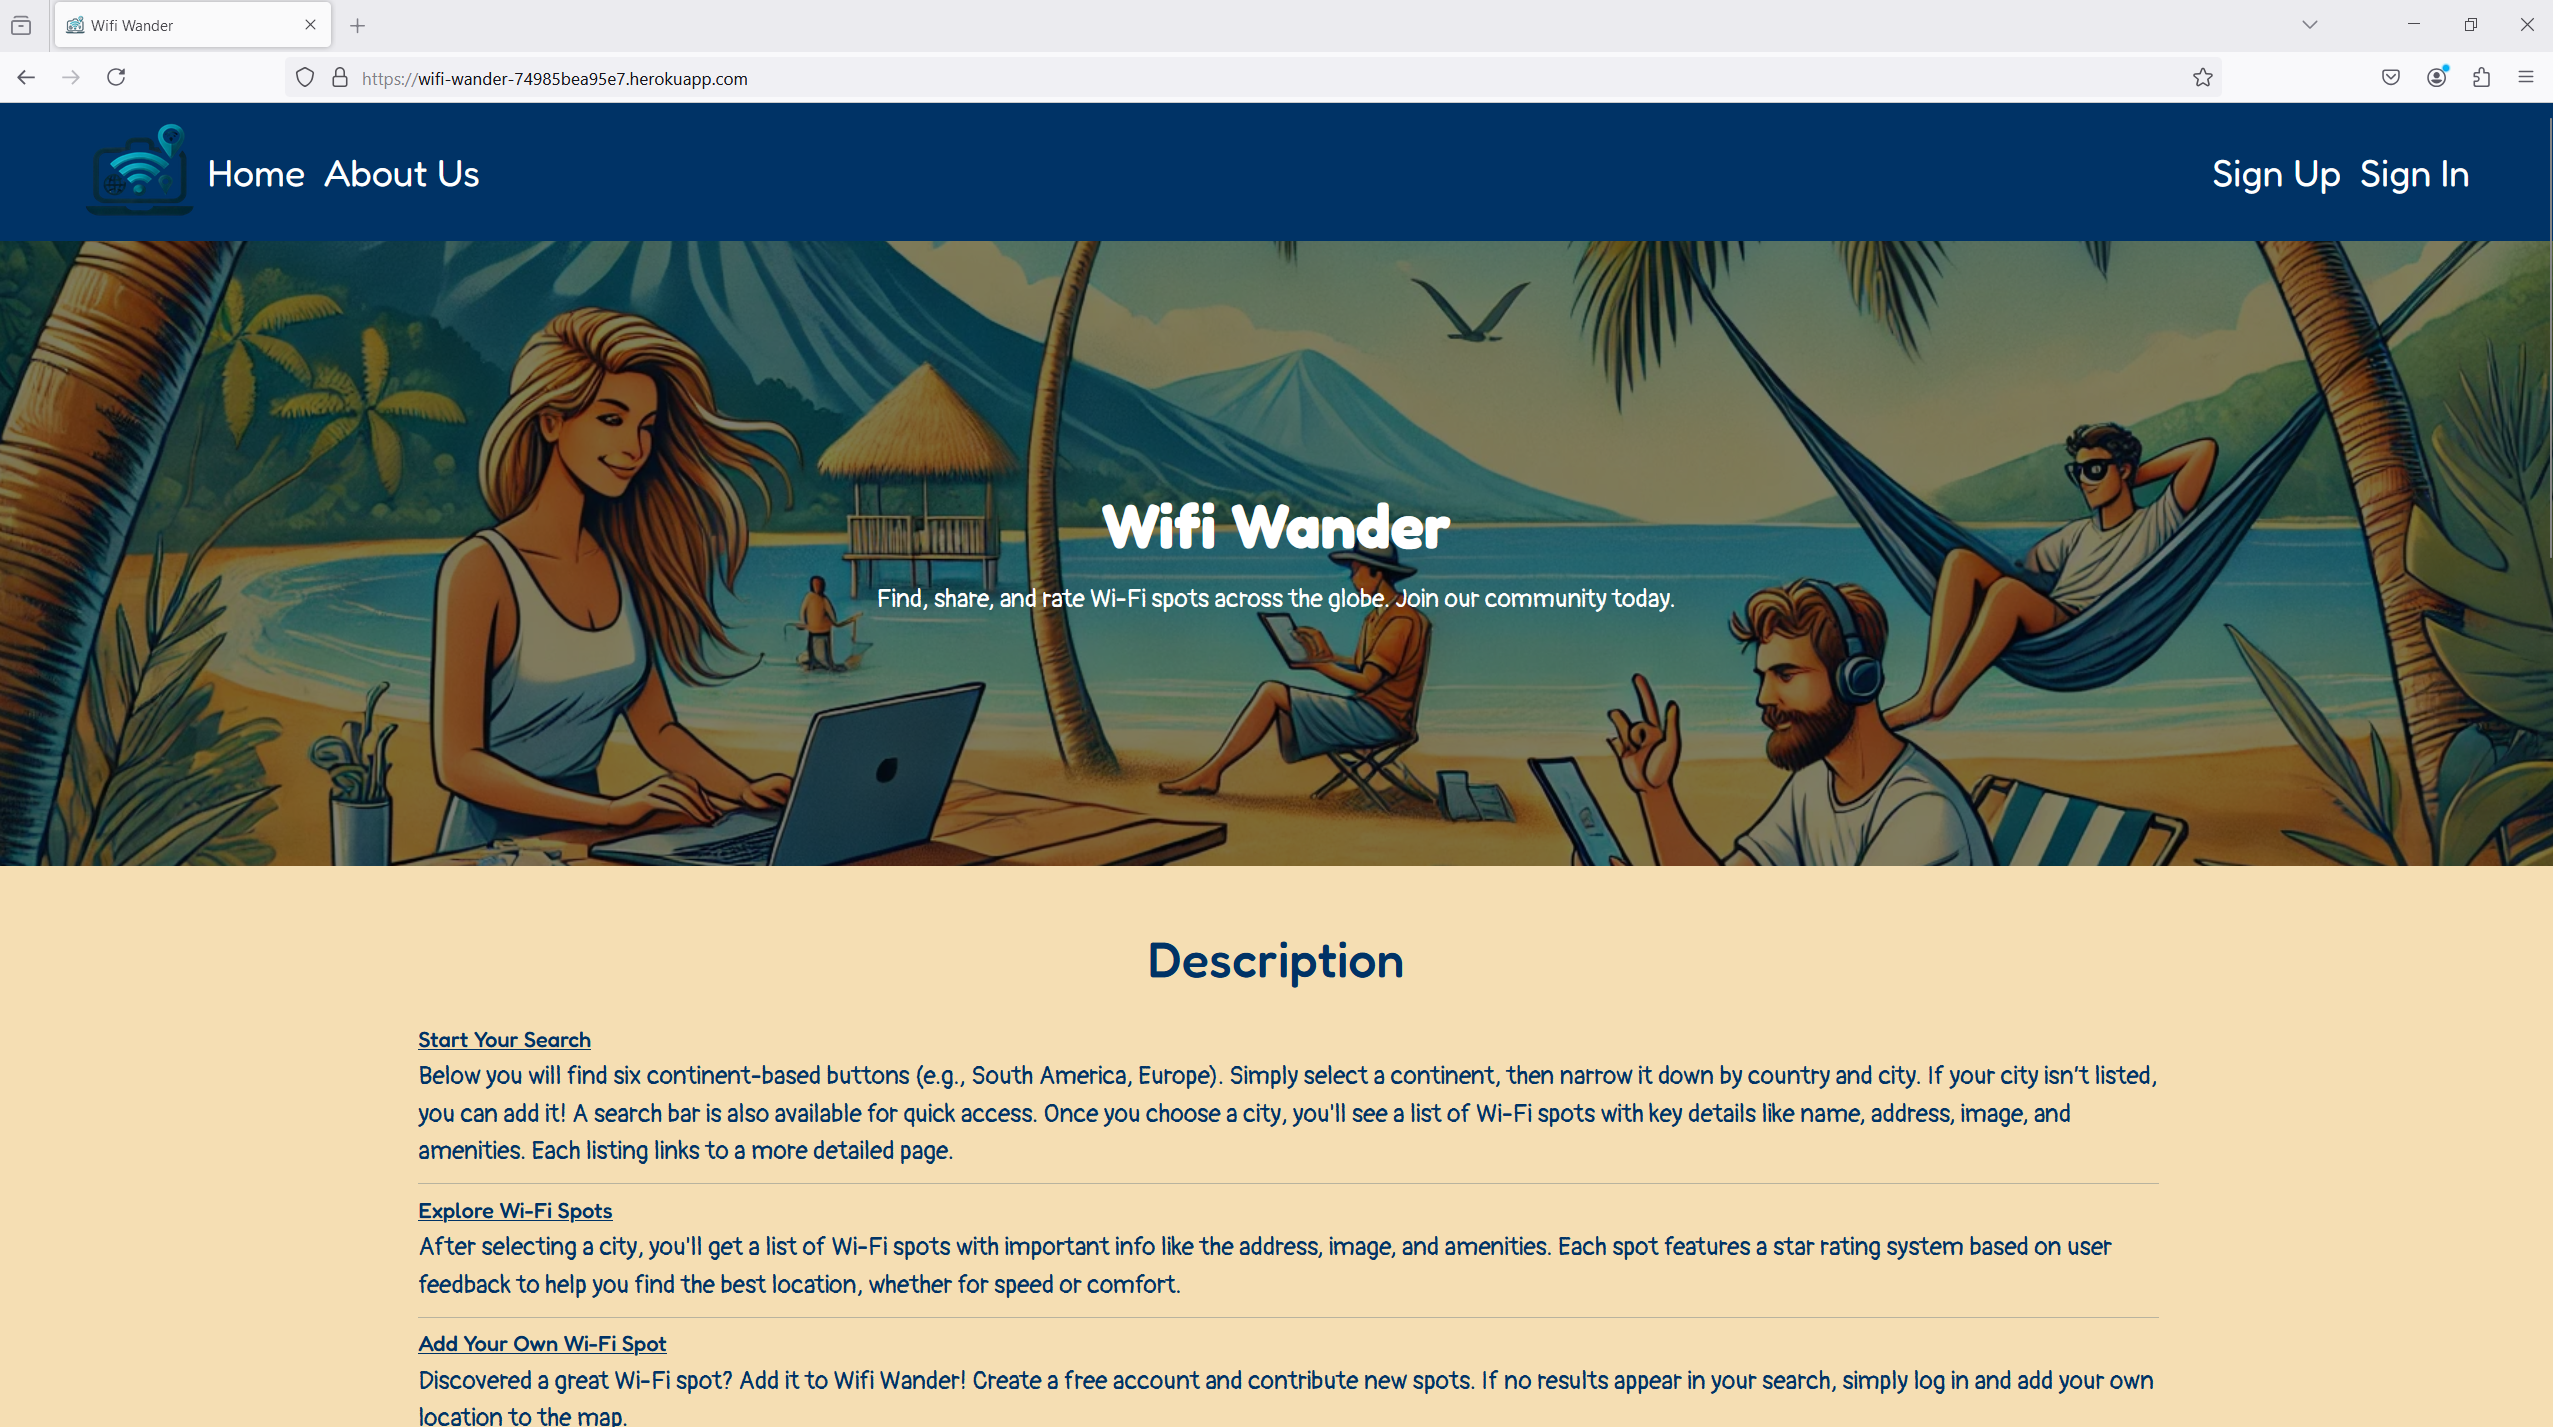 Wifi Wander
https://wifi-wander-74985bea95e7.herokuapp.com
Home About Us
Sign Up Sign In
Wifi Wander
Find, share, and rate Wi-Fi spots across the globe. Join our community today.
Description
Start Your Search
Below you will find six continent-based buttons (e.g., South America, Europe). Simply select a continent, then narrow it down by country and city. If your city isn't listed,
you can add it! A search bar is also available for quick access. Once you choose a city, you'll see a list of Wi-Fi spots with key details like name, address, image, and
amenities. Each listing links to a more detailed page.
Explore Wi-Fi Spots
After selecting a city, you'll get a list of Wi-Fi spots with important info like the address, image, and amenities. Each spot features a star rating system based on user
feedback to help you find the best location, whether for speed or comfort.
Add Your Own Wi-Fi Spot
Discovered a great Wi-Fi spot? Add it to Wifi Wander! Create a free account and contribute new spots. If no results appear in your search, simply log in and add your own
location to the map.